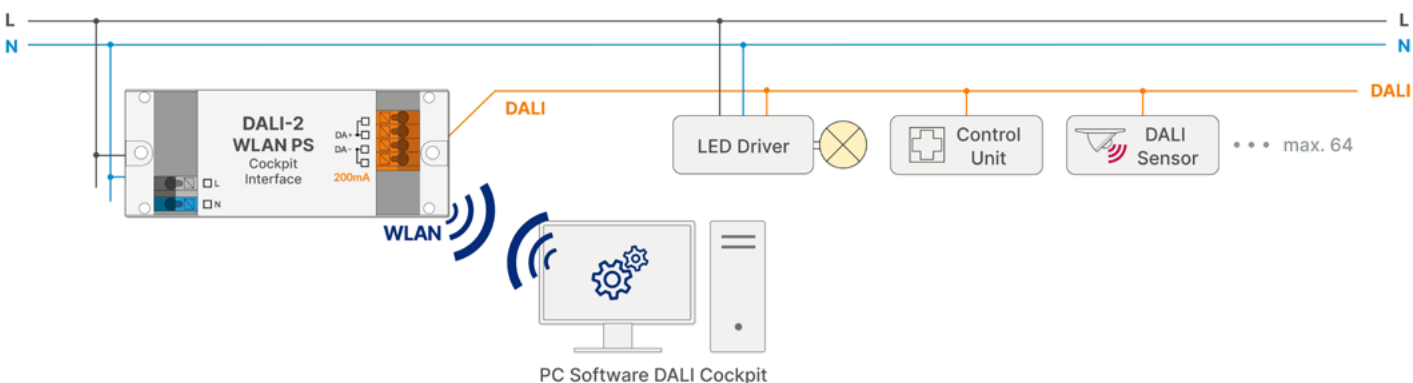 L
L
N
N
DALI
DALI
DALI-2
WLAN PS
Cockpit
Interface
DA+
DA-
200mA
L
N
LED Driver
Control
Unit
DALI
Sensor
• • • max. 64
WLAN
PC Software DALI Cockpit